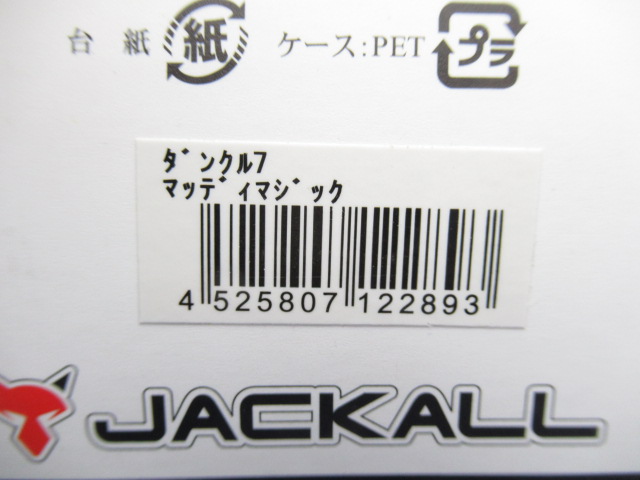 台紙 紙 ケース:PET プラ
ﾀﾞﾝｸﾙ7
ﾏｯﾃﾞｨﾏｼﾞｯｸ
4 525807 122893
JACKALL